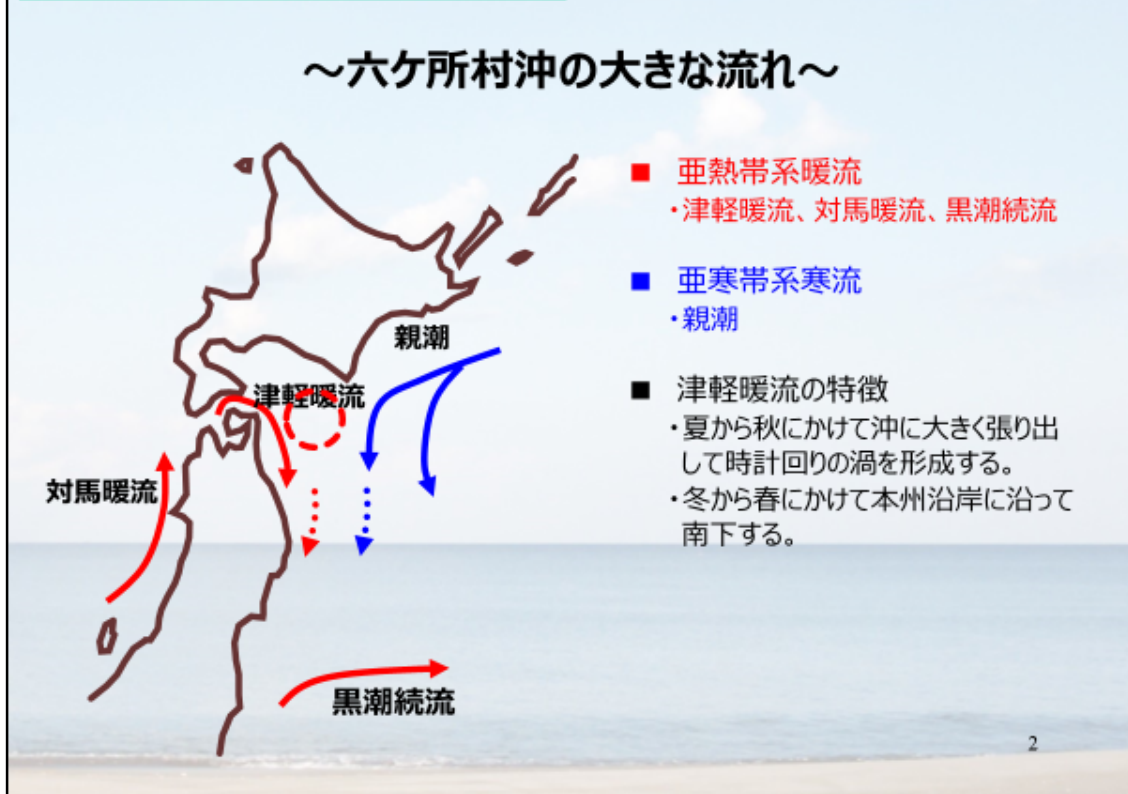 ～六ケ所村沖の大きな流れ～
■ 亜熱帯系暖流
・津軽暖流、対馬暖流、黒潮続流
■ 亜寒帯系寒流
・親潮
■ 津軽暖流の特徴
・夏から秋にかけて沖に大きく張り出
して時計回りの渦を形成する。
・冬から春にかけて本州沿岸に沿って
南下する。
親潮
津軽暖流
対馬暖流
黒潮続流
2